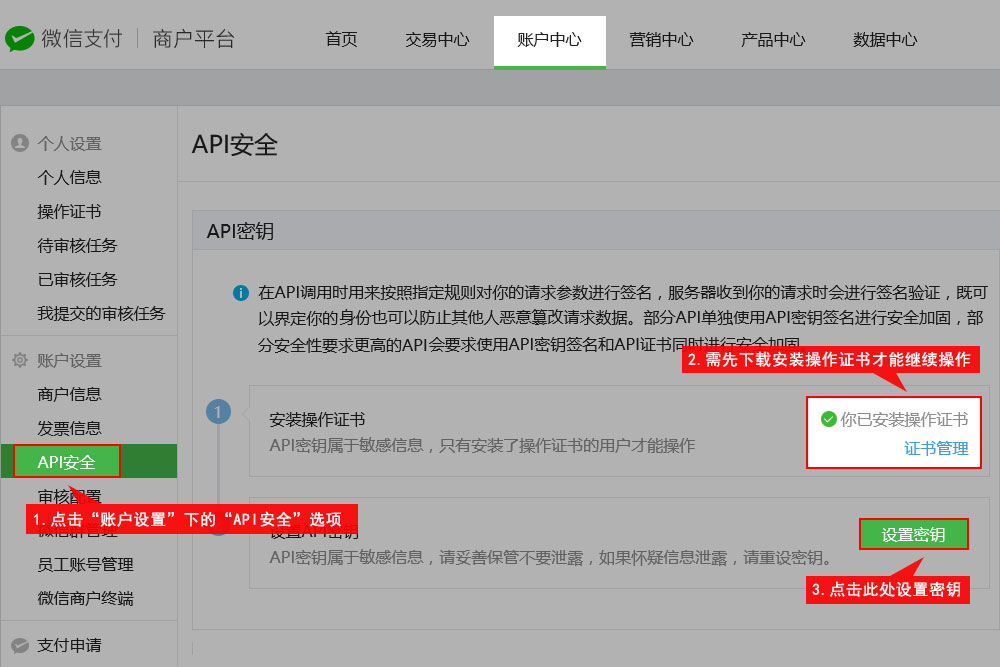 微信支付 商户平台 首页 交易中心 账户中心 营销中心 产品中心 数据中心
个人设置
个人信息
操作证书
待审核任务
已审核任务
我提交的审核任务
账户设置
商户信息
发票信息
API安全
审核配置
1.点击“账户设置”下的“API安全”选项
员工账号管理
微信商户终端
支付申请
API安全
API密钥
在API调用时用来按照指定规则对你的请求参数进行签名，服务器收到你的请求时会进行签名验证，既可
以界定你的身份也可以防止其他人恶意篡改请求数据。部分API单独使用API密钥签名进行安全加固，部
分安全性要求更高的API会要求使用API密钥签名和API证书同时进行安全加固
2.需先下载安装操作证书才能继续操作
1
安装操作证书
API密钥属于敏感信息，只有安装了操作证书的用户才能操作
你已安装操作证书
证书管理
设置API密钥
API密钥属于敏感信息，请妥善保管不要泄露，如果怀疑信息泄露，请重设密钥。
设置密钥
3.点击此处设置密钥